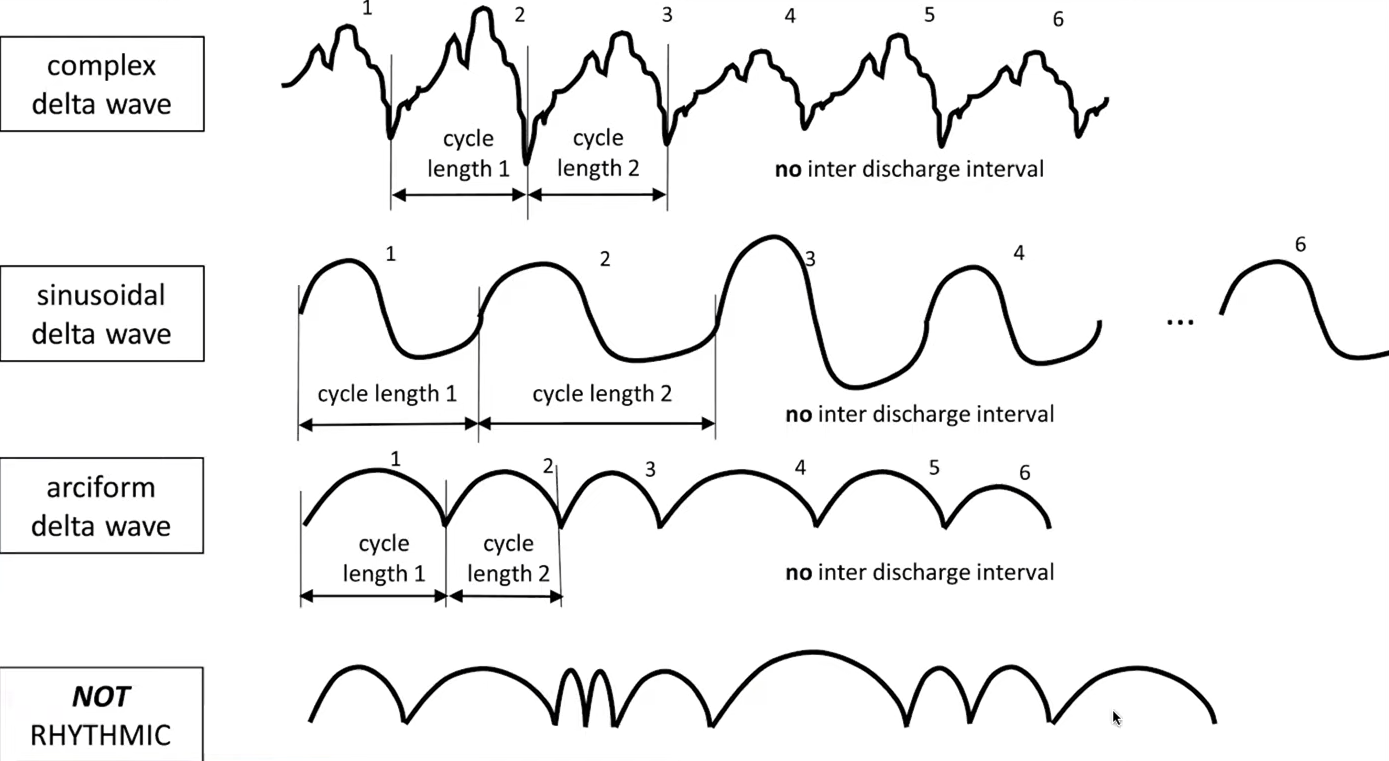 1 2 3 4 5 6
complex
delta wave
cycle
length 1
cycle
length 2
no inter discharge interval
1 2 3 4 ... 6
sinusoidal
delta wave
cycle length 1
cycle length 2
no inter discharge interval
1 2 3 4 5 6
arciform
delta wave
cycle
length 1
cycle
length 2
no inter discharge interval
NOT
RHYTHMIC